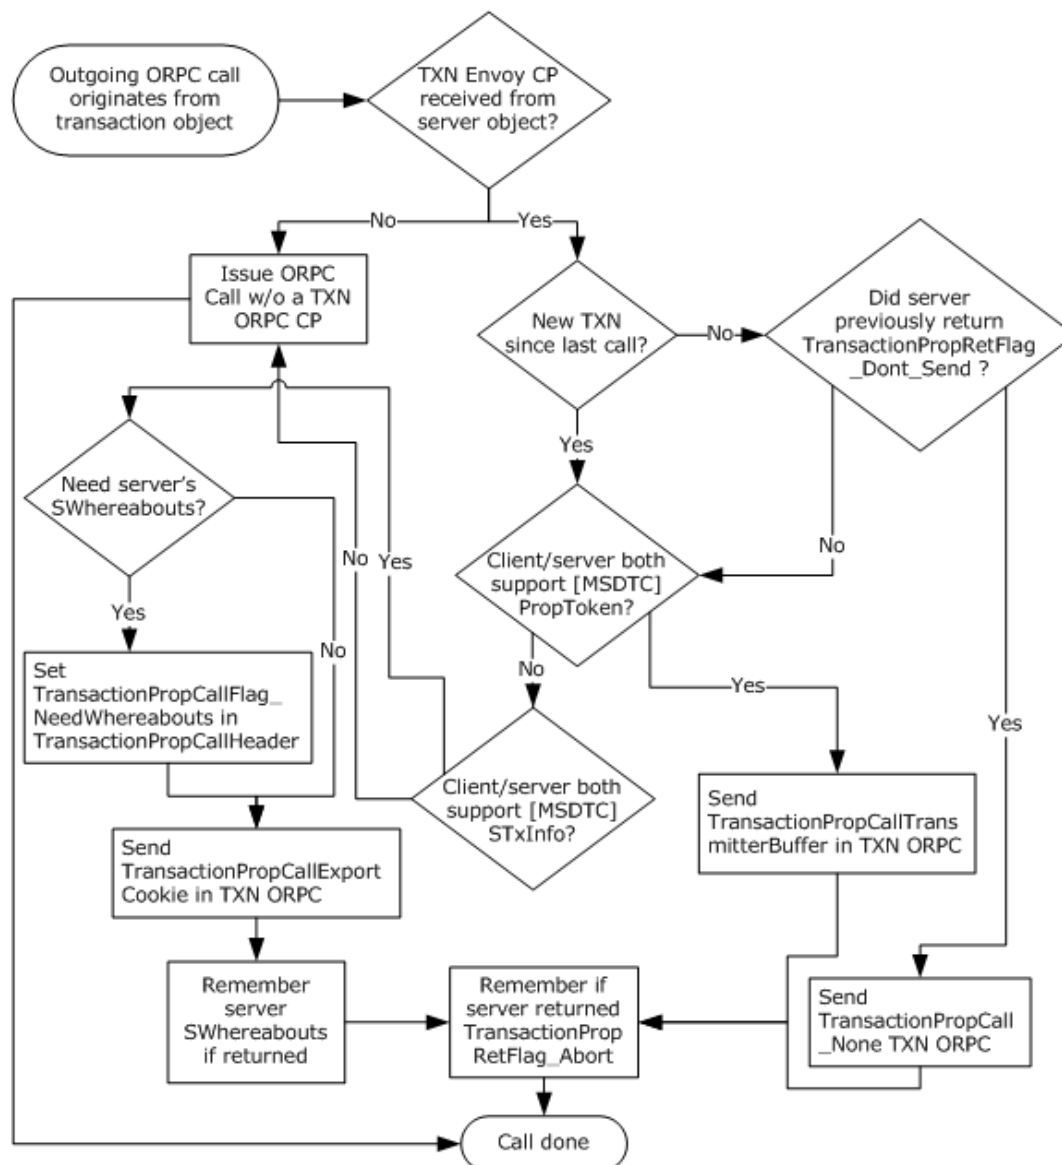 Outgoing ORPC call
originates from
transaction object
TXN Envoy CP
received from
server object?
No
Yes
Issue ORPC
Call w/o a TXN
ORPC CP
New TXN
since last call?
No
Did server
previously return
TransactionPropRetFlag
_Dont_Send ?
Yes
Need server's
SWhereabouts?
No
Yes
Client/server both
support [MSDTC]
PropToken?
No
Yes
No
No
Yes
Yes
Set
TransactionPropCallFlag_
NeedWhereabouts in
TransactionPropCallHeader
Client/server both
support [MSDTC]
STxInfo?
Send
TransactionPropCallTrans
mitterBuffer in TXN ORPC
Send
TransactionPropCallExport
Cookie in TXN ORPC
Remember
server
SWhereabouts
if returned
Remember if
server returned
TransactionProp
RetFlag_Abort
Send
TransactionPropCall
_None TXN ORPC
Call done